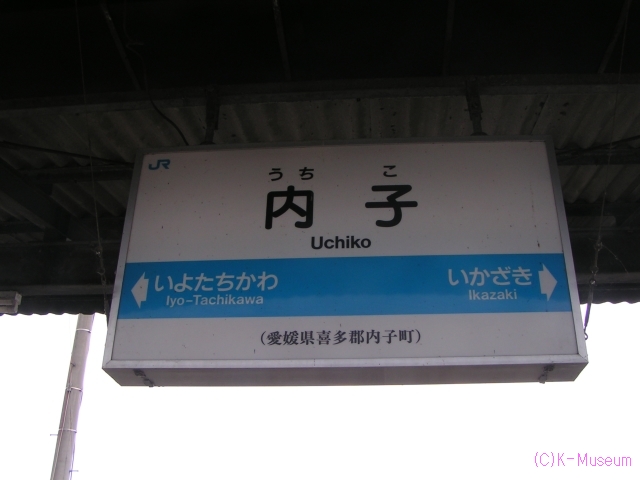 JR
うちこ
内子
Uchiko
いよたちかわ いかざき
Iyo-Tachikawa Ikazaki
(愛媛県喜多郡内子町)
(C)K-Museum